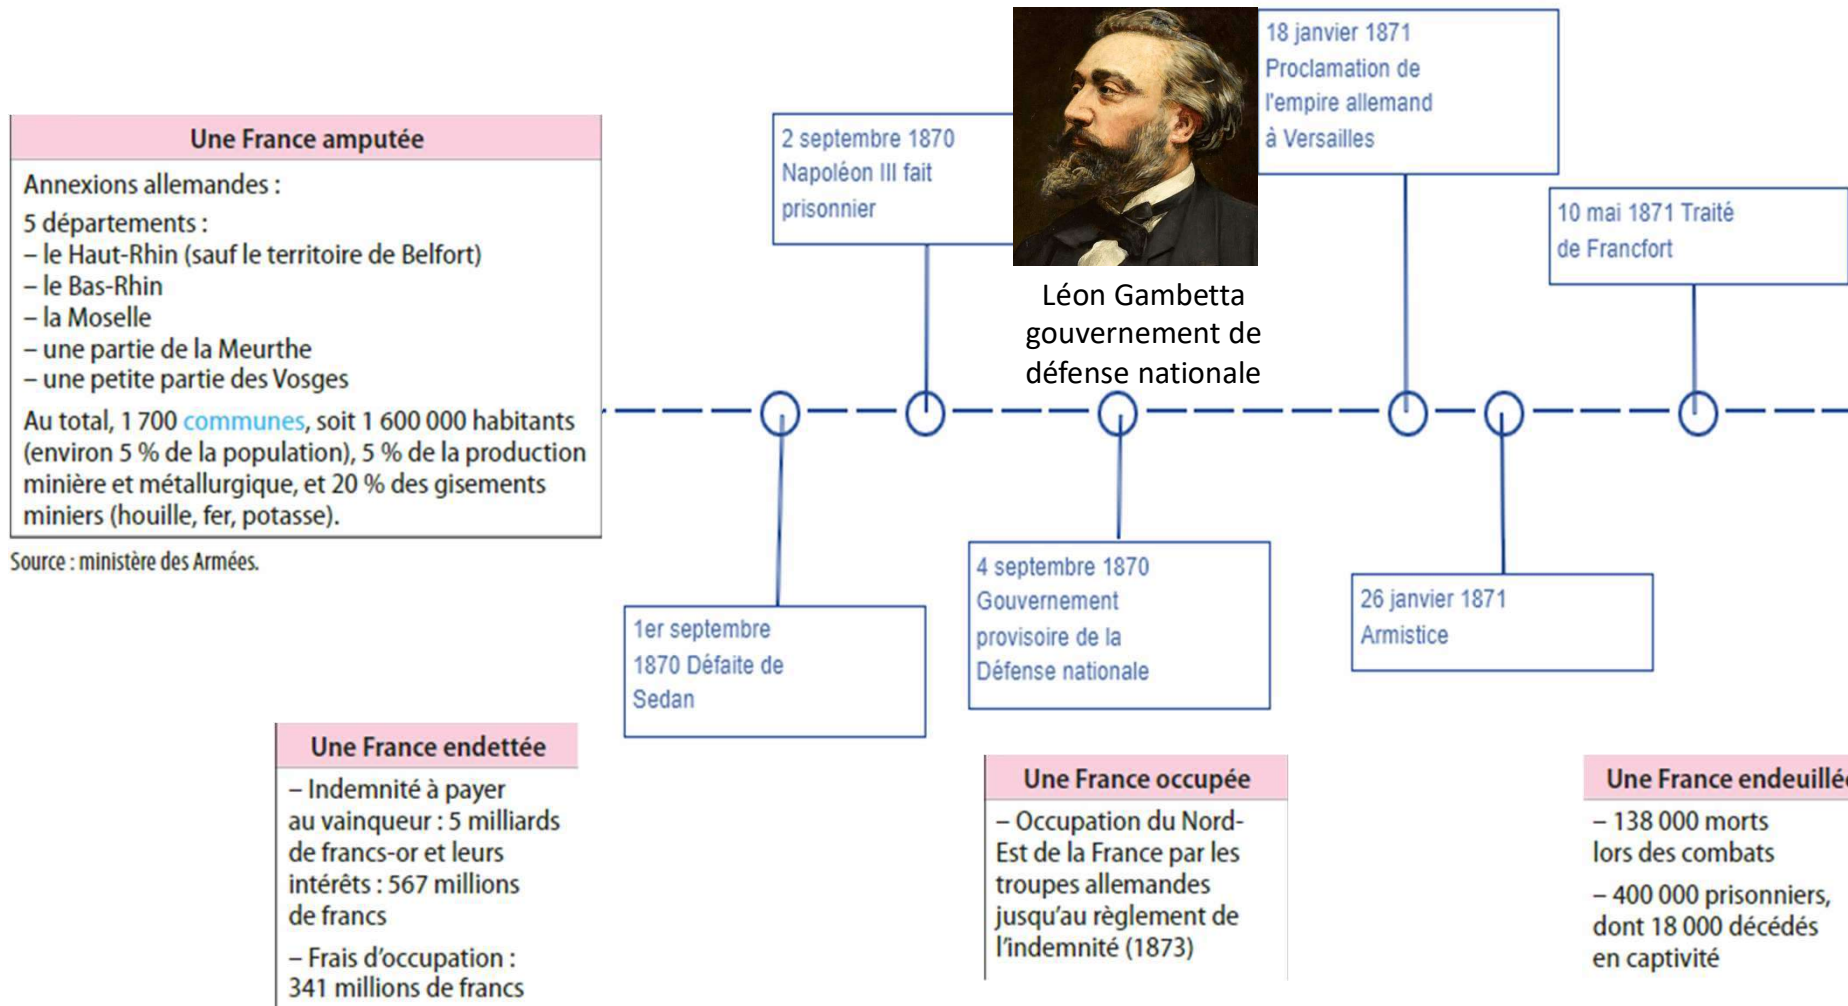 Une France amputée
Annexions allemandes :
5 départements :
– le Haut-Rhin (sauf le territoire de Belfort)
– le Bas-Rhin
– la Moselle
– une partie de la Meurthe
– une petite partie des Vosges
Au total, 1 700 communes, soit 1 600 000 habitants
(environ 5 % de la population), 5 % de la production
minière et métallurgique, et 20 % des gisements
miniers (houille, fer, potasse).
Source : ministère des Armées.
2 septembre 1870
Napoléon III fait
prisonnier
Léon Gambetta
gouvernement de
défense nationale
18 janvier 1871
Proclamation de
l'empire allemand
à Versailles
10 mai 1871 Traité
de Francfort
1er septembre
1870 Défaite de
Sedan
4 septembre 1870
Gouvernement
provisoire de la
Défense nationale
26 janvier 1871
Armistice
Une France endettée
– Indemnité à payer
au vainqueur : 5 milliards
de francs-or et leurs
intérêts : 567 millions
de francs
– Frais d’occupation :
341 millions de francs
Une France occupée
– Occupation du Nord-
Est de la France par les
troupes allemandes
jusqu’au règlement de
l’indemnité (1873)
Une France endeuillée
– 138 000 morts
lors des combats
– 400 000 prisonniers,
dont 18 000 décédés
en captivité